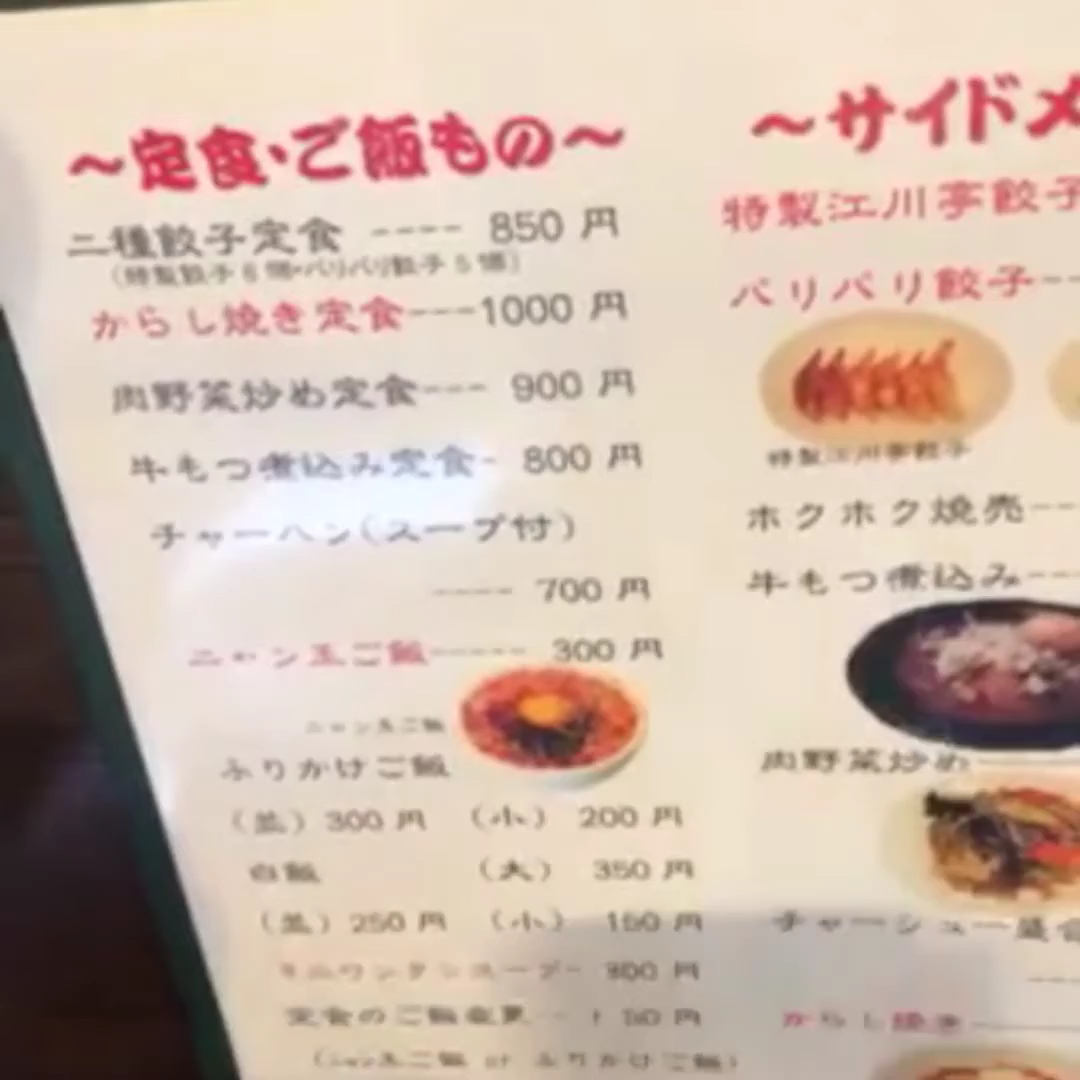 ～定食・ご飯もの～
二種餃子定食 ---- 850 円
（特製餃子6個・パリパリ餃子5個）
からし焼き定食---1000 円
肉野菜炒め定食--- 900 円
牛もつ煮込み定食- 800 円
チャーハン（スープ付）
---- 700 円
ニャン玉ご飯----- 300 円
ニャン玉ご飯
ふりかけご飯
（並）300 円 （小） 200 円
白飯 （大） 350 円
（並）250 円 （小） 150 円
ミニワンタンスープ- 300 円
定食のご飯変更
（ニャン玉ご飯 or ふりかけご飯）
～サイドメ
特製江川亭餃子
パリパリ餃子--
特製江川亭餃子
ホクホク焼売--
牛もつ煮込み---
肉野菜炒め
チャーシュー盛合
---
からし焼き